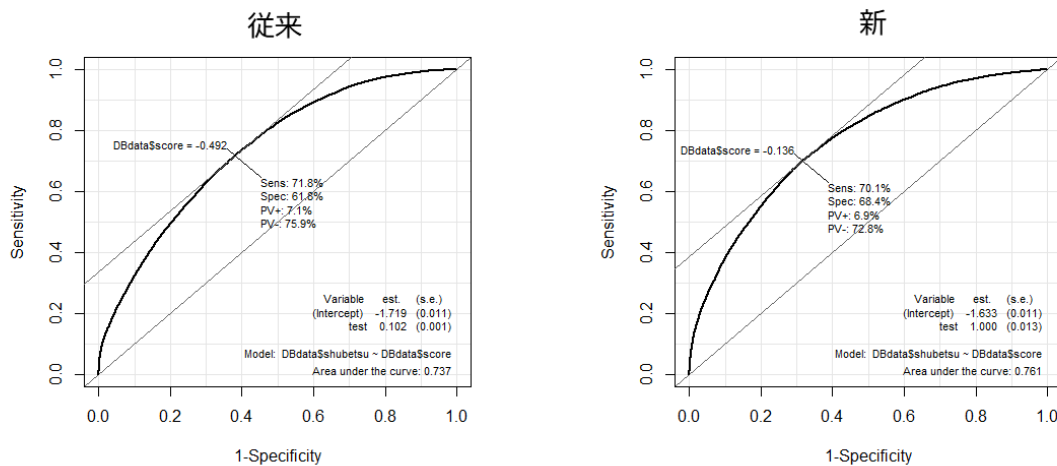 従来
Sensitivity
1.0
0.8
0.6
0.4
0.2
0.0
DBdata$score = -0.492
Sens: 71.8%
Spec: 61.8%
PV+: 7.1%
PV-: 75.9%
Variable est. (s.e.)
(Intercept) -1.719 (0.011)
test 0.102 (0.001)
Model: DBdata$shubetsu ~ DBdata$score
Area under the curve: 0.737
0.0 0.2 0.4 0.6 0.8 1.0
1-Specificity
新
Sensitivity
1.0
0.8
0.6
0.4
0.2
0.0
DBdata$score = -0.136
Sens: 70.1%
Spec: 68.4%
PV+: 6.9%
PV-: 72.8%
Variable est. (s.e.)
(Intercept) -1.633 (0.011)
test 1.000 (0.013)
Model: DBdata$shubetsu ~ DBdata$score
Area under the curve: 0.761
0.0 0.2 0.4 0.6 0.8 1.0
1-Specificity